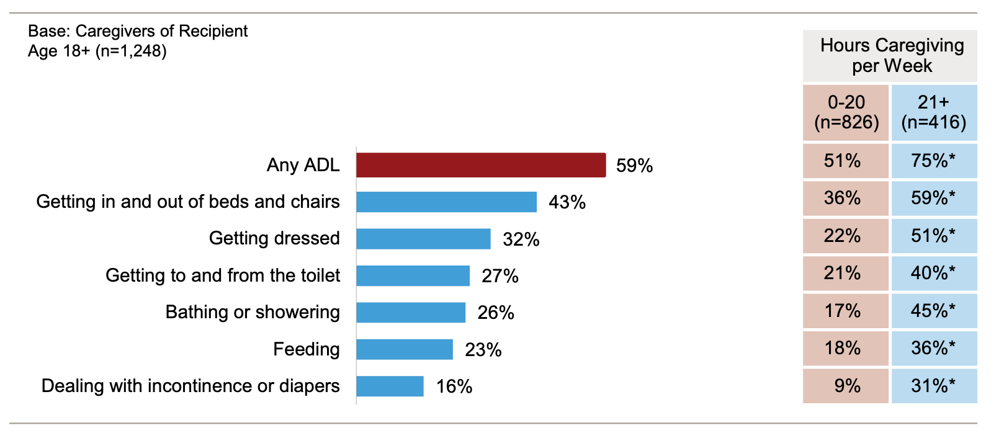 Base: Caregivers of Recipient
Age 18+ (n=1,248)
Hours Caregiving
per Week
0-20
(n=826)
21+
(n=416)
Any ADL 59% 51% 75%*
Getting in and out of beds and chairs 43% 36% 59%*
Getting dressed 32% 22% 51%*
Getting to and from the toilet 27% 21% 40%*
Bathing or showering 26% 17% 45%*
Feeding 23% 18% 36%*
Dealing with incontinence or diapers 16% 9% 31%*